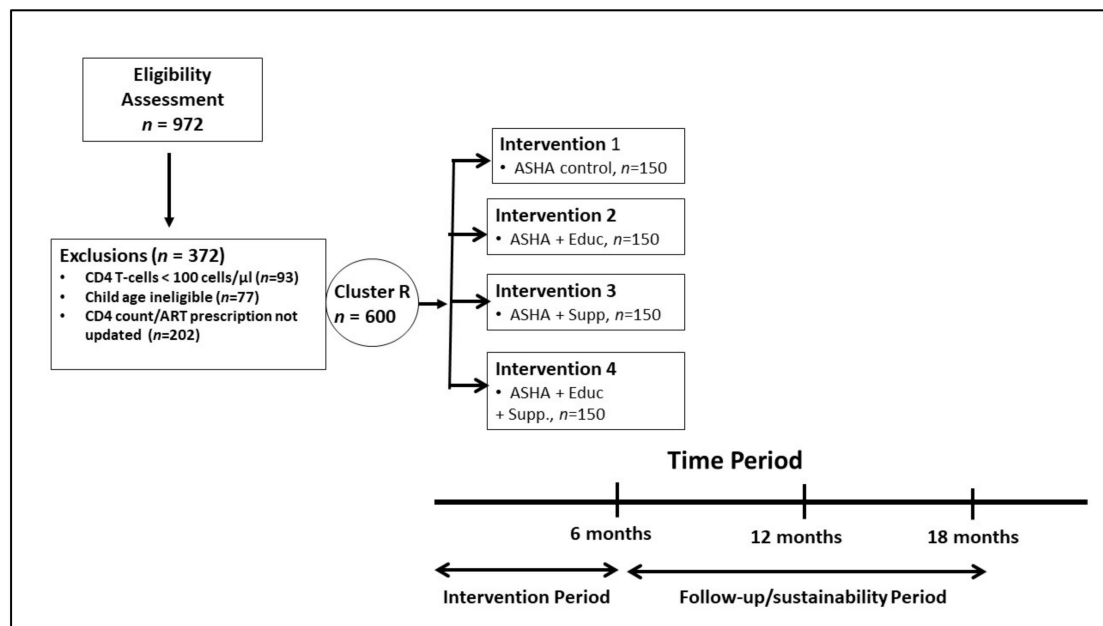 Eligibility
Assessment
n = 972
Exclusions (n = 372)
• CD4 T-cells < 100 cells/µl (n=93)
• Child age ineligible (n=77)
• CD4 count/ART prescription not
updated (n=202)
Cluster R
n = 600
Intervention 1
• ASHA control, n=150
Intervention 2
• ASHA + Educ, n=150
Intervention 3
• ASHA + Supp, n=150
Intervention 4
• ASHA + Educ
+ Supp., n=150
Time Period
6 months
12 months
18 months
Intervention Period
Follow-up/sustainability Period